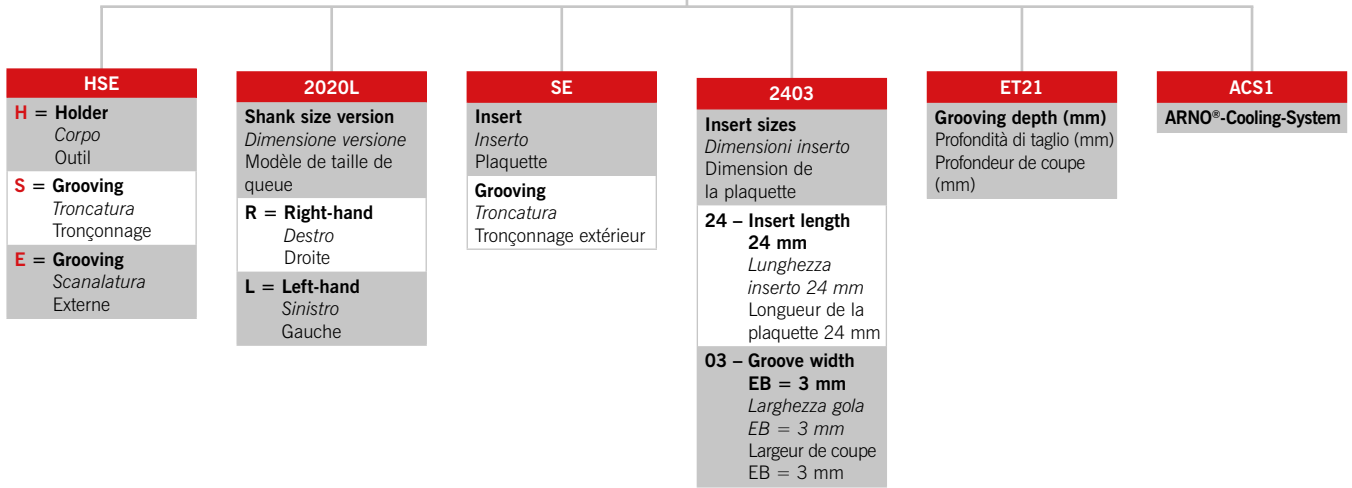 HSE
H = Holder
Corpo
Outil
S = Grooving
Troncatura
Tronçonnage
E = Grooving
Scanalatura
Externe
2020L
Shank size version
Dimensione versione
Modèle de taille de
queue
R = Right-hand
Destro
Droite
L = Left-hand
Sinistro
Gauche
SE
Insert
Inserto
Plaquette
Grooving
Troncatura
Tronçonnage extérieur
2403
Insert sizes
Dimensioni inserto
Dimension de
la plaquette
24 – Insert length
24 mm
Lunghezza
inserto 24 mm
Longueur de la
plaquette 24 mm
03 – Groove width
EB = 3 mm
Larghezza gola
EB = 3 mm
Largeur de coupe
EB = 3 mm
ET21
Grooving depth (mm)
Profondità di taglio (mm)
Profondeur de coupe
(mm)
ACS1
ARNO®-Cooling-System